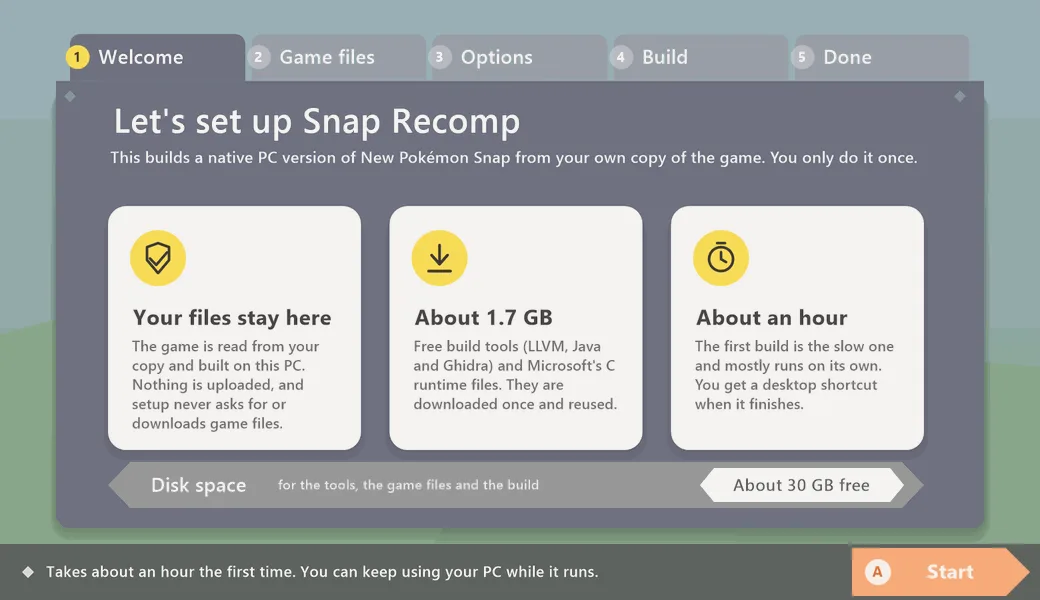 1 Welcome
2 Game files
3 Options
4 Build
5 Done
Let's set up Snap Recomp
This builds a native PC version of New Pokémon Snap from your own copy of the game. You only do it once.
Your files stay here
The game is read from your
copy and built on this PC.
Nothing is uploaded, and
setup never asks for or
downloads game files.
About 1.7 GB
Free build tools (LLVM, Java
and Ghidra) and Microsoft's C
runtime files. They are
downloaded once and reused.
About an hour
The first build is the slow one
and mostly runs on its own.
You get a desktop shortcut
when it finishes.
Disk space
for the tools, the game files and the build
About 30 GB free
Takes about an hour the first time. You can keep using your PC while it runs.
A Start